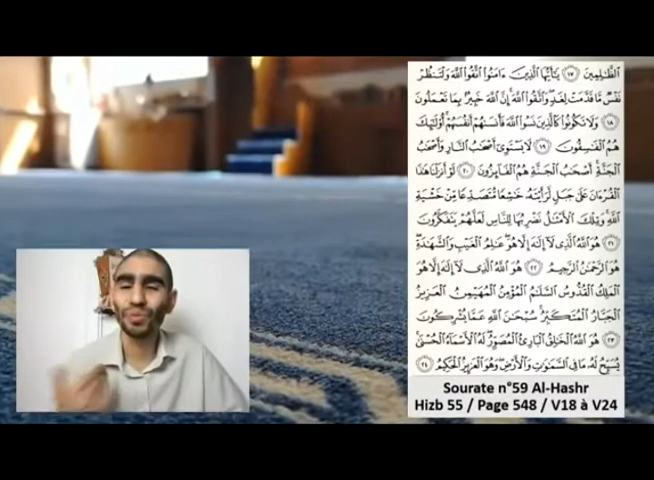 ٱلظَّـٰلِمِينَ ١٧ يَـٰٓأَيُّهَا ٱلَّذِينَ ءَامَنُوا۟ ٱتَّقُوا۟ ٱللَّهَ وَلْتَنظُرْ
نَفْسٌ مَّا قَدَّمَتْ لِغَدٍ وَٱتَّقُوا۟ ٱللَّهَ إِنَّ ٱللَّهَ خَبِيرٌۢ بِمَا تَعْمَلُونَ
١٨ وَلَا تَكُونُوا۟ كَٱلَّذِينَ نَسُوا۟ ٱللَّهَ فَأَنسَىٰهُمْ أَنفُسَهُمْ أُو۟لَـٰٓئِكَ
هُمُ ٱلْفَـٰسِقُونَ ١٩ لَا يَسْتَوِىٓ أَصْحَـٰبُ ٱلنَّارِ وَأَصْحَـٰبُ
ٱلْجَنَّةِ أَصْحَـٰبُ ٱلْجَنَّةِ هُمُ ٱلْفَآئِزُونَ ٢٠ لَوْ أَنزَلْنَا هَـٰذَا
ٱلْقُرْءَانَ عَلَىٰ جَبَلٍ لَّرَأَيْتَهُۥ خَـٰشِعًا مُّتَصَدِّعًا مِّنْ خَشْيَةِ
ٱللَّهِ وَتِلْكَ ٱلْأَمْثَـٰلُ نَضْرِبُهَا لِلنَّاسِ لَعَلَّهُمْ يَتَفَكَّرُونَ
٢١ هُوَ ٱللَّهُ ٱلَّذِى لَآ إِلَـٰهَ إِلَّا هُوَ عَـٰلِمُ ٱلْغَيْبِ وَٱلشَّهَـٰدَةِ
هُوَ ٱلرَّحْمَـٰنُ ٱلرَّحِيمُ ٢٢ هُوَ ٱللَّهُ ٱلَّذِى لَآ إِلَـٰهَ إِلَّا هُوَ
ٱلْمَلِكُ ٱلْقُدُّوسُ ٱلسَّلَـٰمُ ٱلْمُؤْمِنُ ٱلْمُهَيْمِنُ ٱلْعَزِيزُ
ٱلْجَبَّارُ ٱلْمُتَكَبِّرُ سُبْحَـٰنَ ٱللَّهِ عَمَّا يُشْرِكُونَ
٢٣ هُوَ ٱللَّهُ ٱلْخَـٰلِقُ ٱلْبَارِئُ ٱلْمُصَوِّرُ لَهُ ٱلْأَسْمَآءُ ٱلْحُسْنَىٰ
يُسَبِّحُ لَهُۥ مَا فِى ٱلسَّمَـٰوَٰتِ وَٱلْأَرْضِ وَهُوَ ٱلْعَزِيزُ ٱلْحَكِيمُ ٢٤
Sourate n°59 Al-Hashr
Hizb 55 / Page 548 / V18 à V24